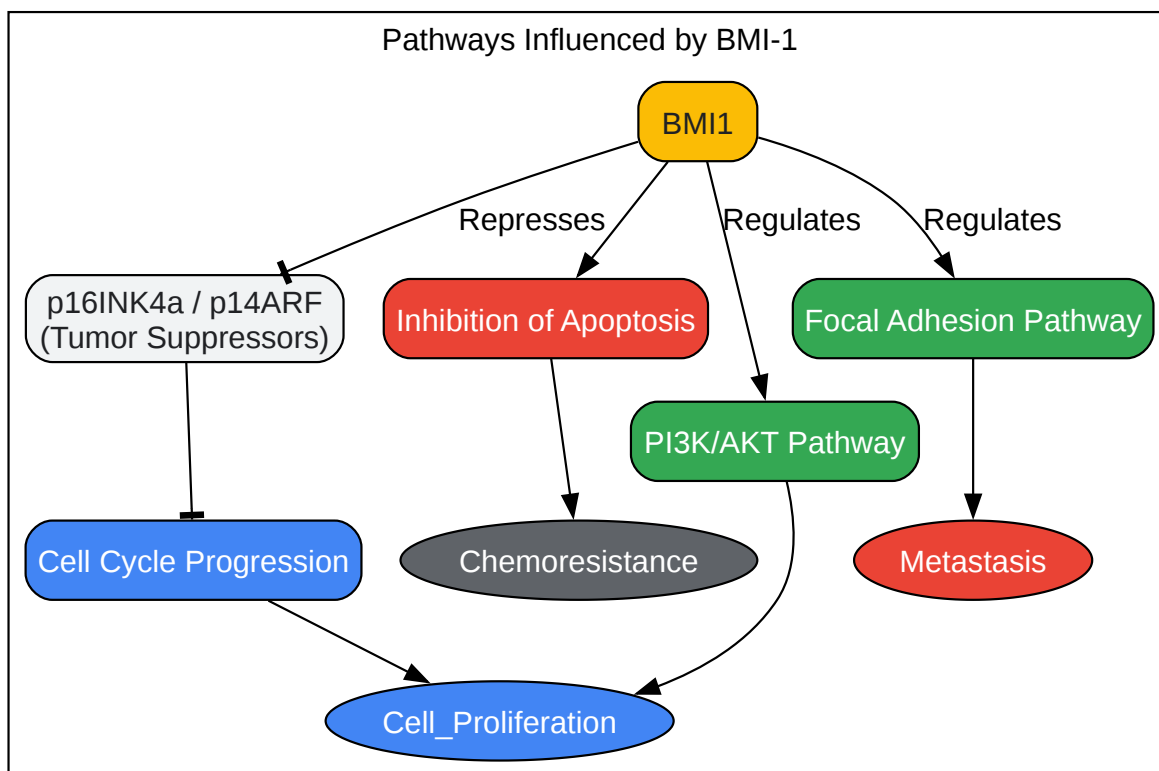 Pathways Influenced by BMI-1
BMI1
Represses
Regulates
Regulates
p16INK4a / p14ARF
(Tumor Suppressors)
Inhibition of Apoptosis
Focal Adhesion Pathway
PI3K/AKT Pathway
Cell Cycle Progression
Chemoresistance
Metastasis
Cell_Proliferation